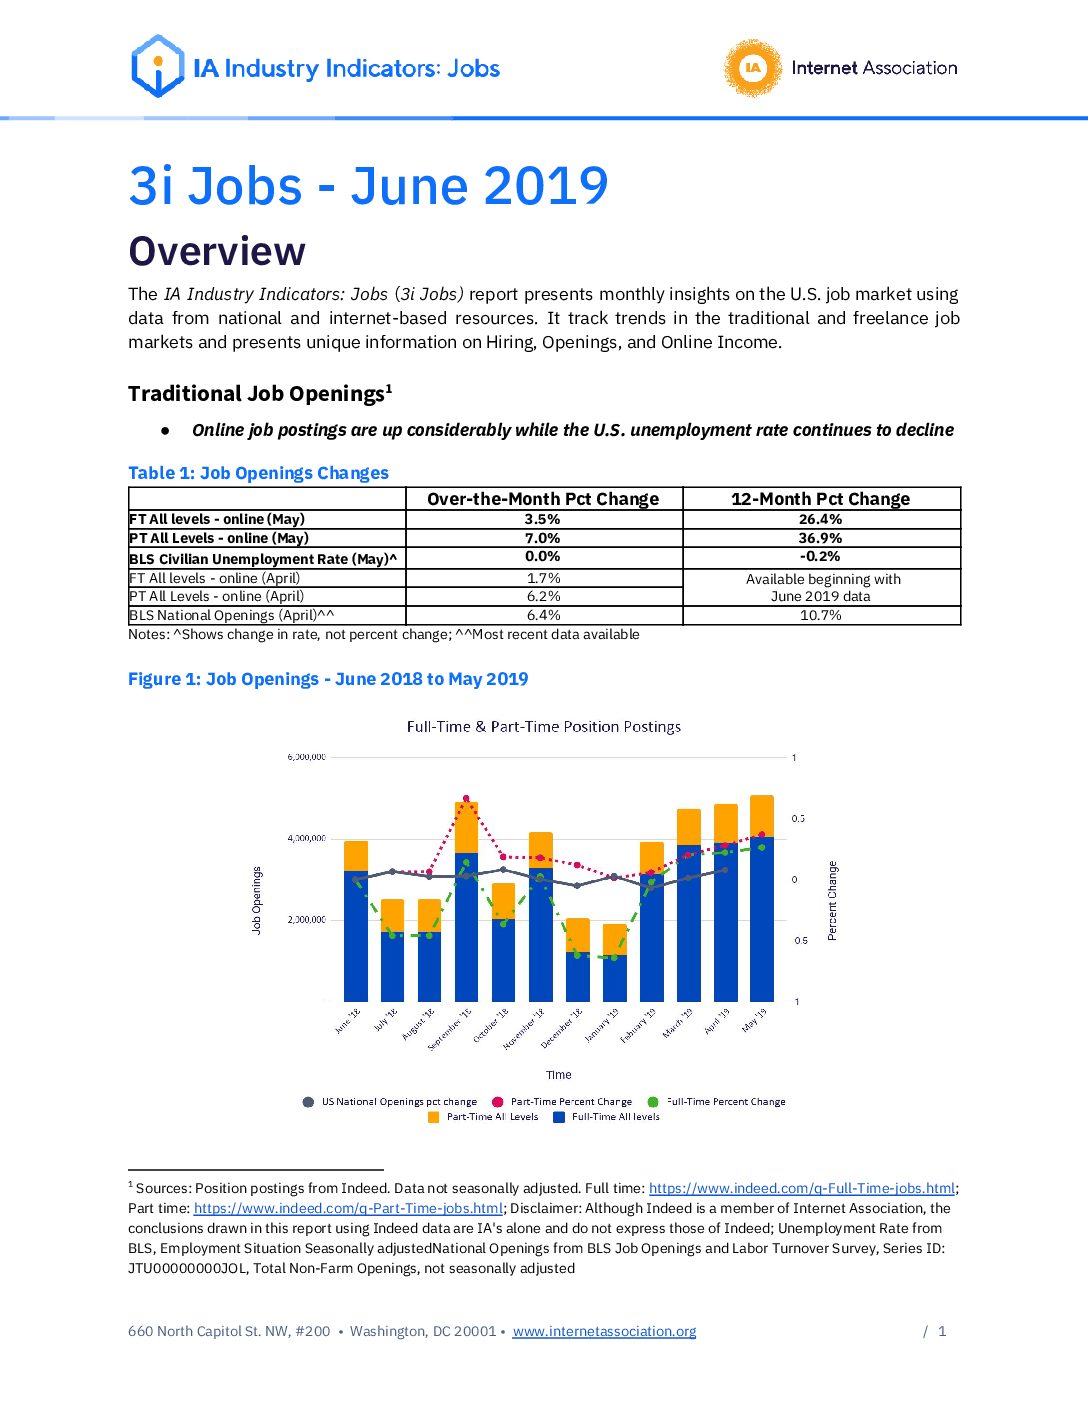 IA Industry Indicators: Jobs
IA Internet Association
3i Jobs - June 2019
Overview
The IA Industry Indicators: Jobs (3i Jobs) report presents monthly insights on the U.S. job market using
data from national and internet-based resources. It track trends in the traditional and freelance job
markets and presents unique information on Hiring, Openings, and Online Income.
Traditional Job Openings¹
● Online job postings are up considerably while the U.S. unemployment rate continues to decline
Table 1: Job Openings Changes
Over-the-Month Pct Change 12-Month Pct Change
FT All levels - online (May) 3.5% 26.4%
PT All Levels - online (May) 7.0% 36.9%
BLS Civilian Unemployment Rate (May)^ 0.0% -0.2%
FT All levels - online (April) 1.7% Available beginning with
PT All Levels - online (April) 6.2% June 2019 data
BLS National Openings (April)^^ 6.4% 10.7%
Notes: ^Shows change in rate, not percent change; ^^Most recent data available
Figure 1: Job Openings - June 2018 to May 2019
Full-Time & Part-Time Position Postings
6,000,000
4,000,000
2,000,000
Job Openings
1
0.5
0
0.5
1
Percent Change
June '18
July '18
August '18
September '18
October '18
November '18
December '18
January '19
Febuary '19
March '19
April '19
May '19
Time
US National Openings pct change Part-Time Percent Change Full-Time Percent Change
Part-Time All Levels Full-Time All levels
¹ Sources: Position postings from Indeed. Data not seasonally adjusted. Full time: https://www.indeed.com/q-Full-Time-jobs.html;
Part time: https://www.indeed.com/q-Part-Time-jobs.html; Disclaimer: Although Indeed is a member of Internet Association, the
conclusions drawn in this report using Indeed data are IA's alone and do not express those of Indeed; Unemployment Rate from
BLS, Employment Situation Seasonally adjustedNational Openings from BLS Job Openings and Labor Turnover Survey, Series ID:
JTU00000000JOL, Total Non-Farm Openings, not seasonally adjusted
660 North Capitol St. NW, #200 • Washington, DC 20001 • www.internetassociation.org / 1